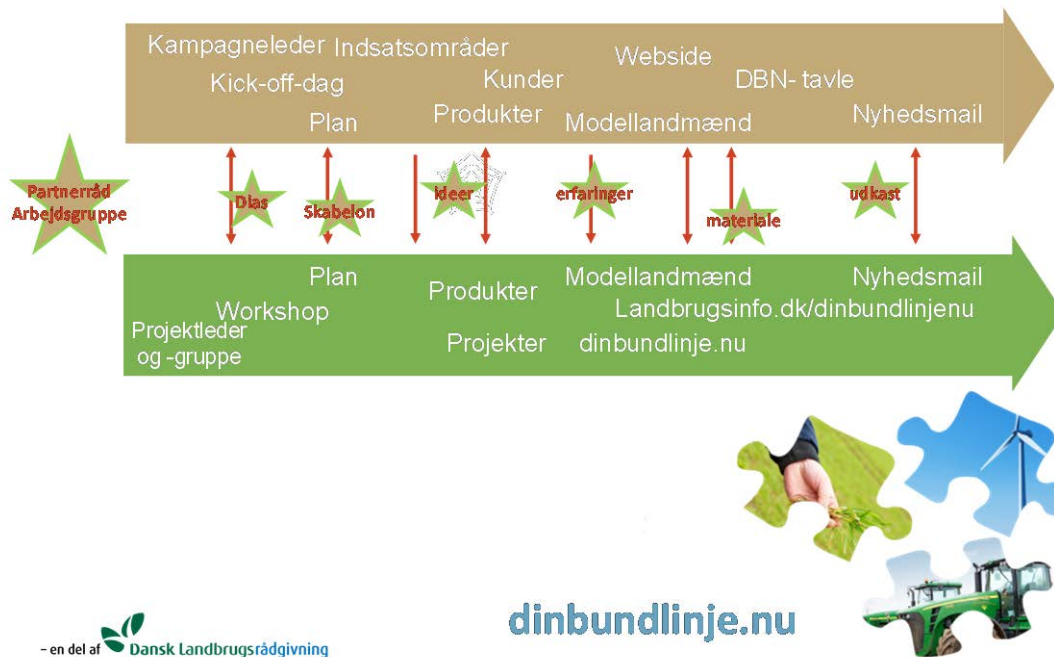 Kampagneleder
Indsatsområder
Webside
Kick-off-dag
Kunder
DBN- tavle
Plan
Produkter
Modellandmænd
Nyhedsmail
Partnerråd
Arbejdsgruppe
Dias
Skabelon
Ideer
erfaringer
materiale
udkast
Plan
Produkter
Modellandmænd
Nyhedsmail
Workshop
Landbrugsinfo.dk/dinbundlinjenu
Projektleder
og -gruppe
Projekter
dinbundlinje.nu
dinbundlinje.nu
– en del af Dansk Landbrugsrådgivning